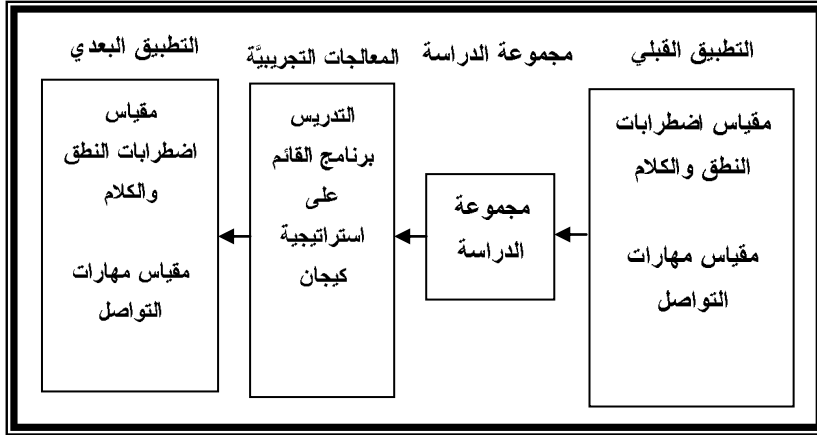 التطبيق القبلي
مجموعة الدراسة
المعالجات التجريبيَّة
التطبيق البعدي
مقياس اضطرابات
النطق والكلام
مقياس مهارات
التواصل
مجموعة
الدراسة
التدريس
برنامج القائم
على
استراتيجية
كيجان
مقياس
اضطرابات النطق
والكلام
مقياس مهارات
التواصل